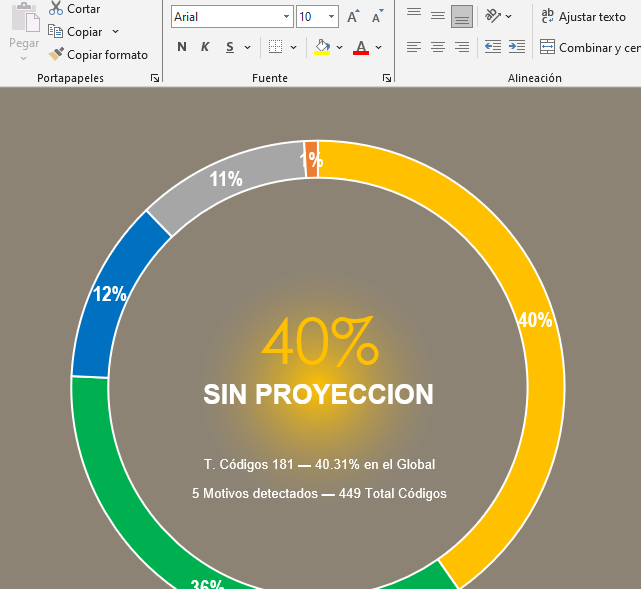 Cortar
Pegar
Copiar
Copiar formato
Portapapeles
Arial
10
A A
N K S
A
Fuente
ab
c
Ajustar texto
Combinar y cen
Alineación
1%
11%
12%
40%
40%
SIN PROYECCION
T. Códigos 181 — 40.31% en el Global
5 Motivos detectados — 449 Total Códigos
36%